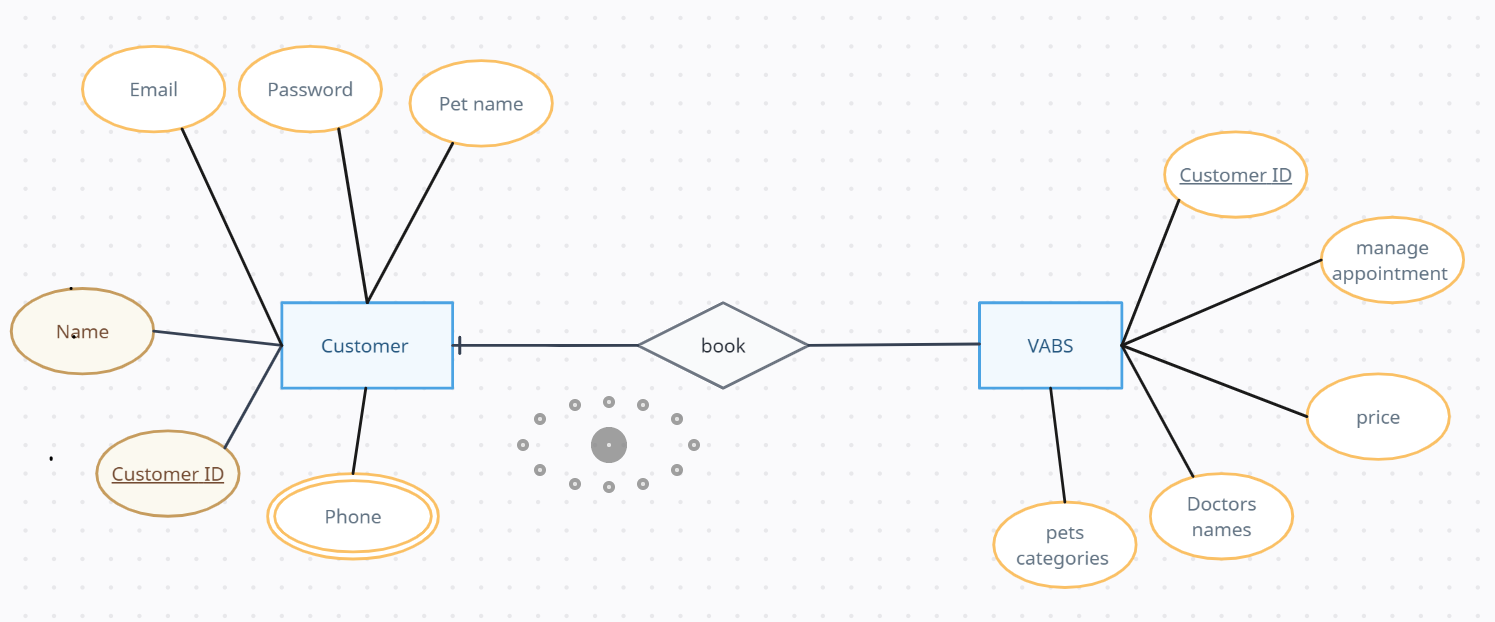 Email
Password
Pet name
Customer ID
manage
appointment
Name
Customer
book
VABS
price
Customer ID
Phone
Doctors
names
pets
categories